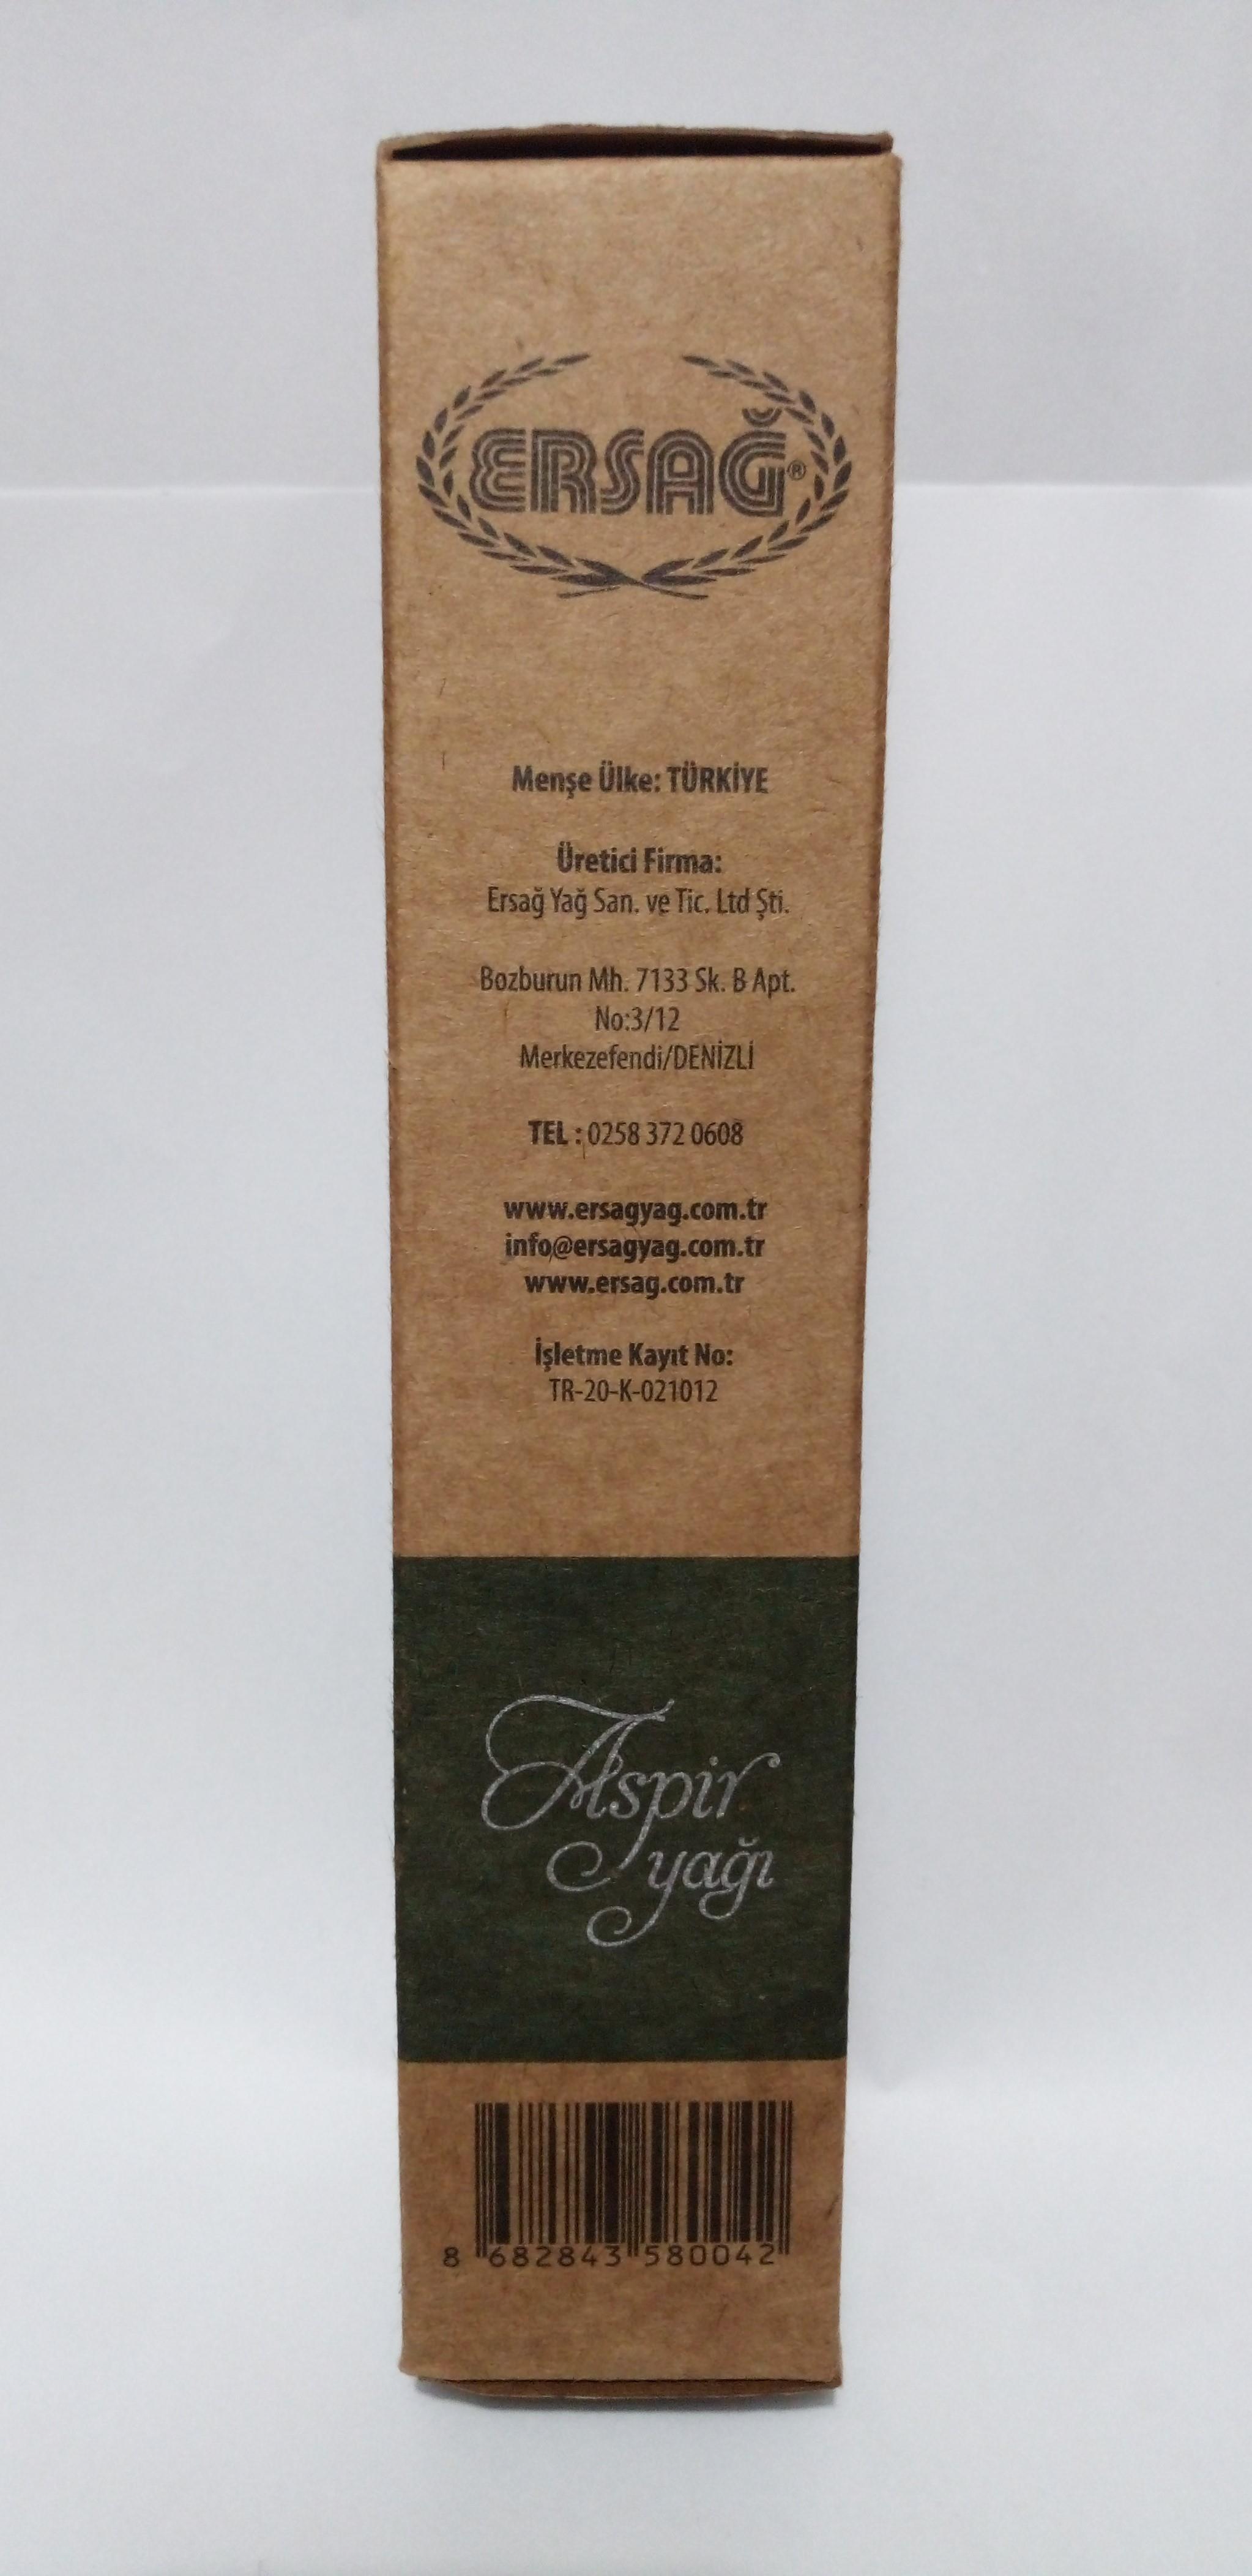 ERSAĞ®
Menşe Ülke: TÜRKİYE
Üretici Firma:
Ersağ Yağ San. ve Tic. Ltd Şti.
Bozburun Mh. 7133 Sk. B Apt.
No:3/12
Merkezefendi/DENİZLİ
TEL : 0258 372 0608
www.ersagyag.com.tr
info@ersagyag.com.tr
www.ersag.com.tr
İşletme Kayıt No:
TR-20-K-021012
Aspir
yağı
8 682843 580042